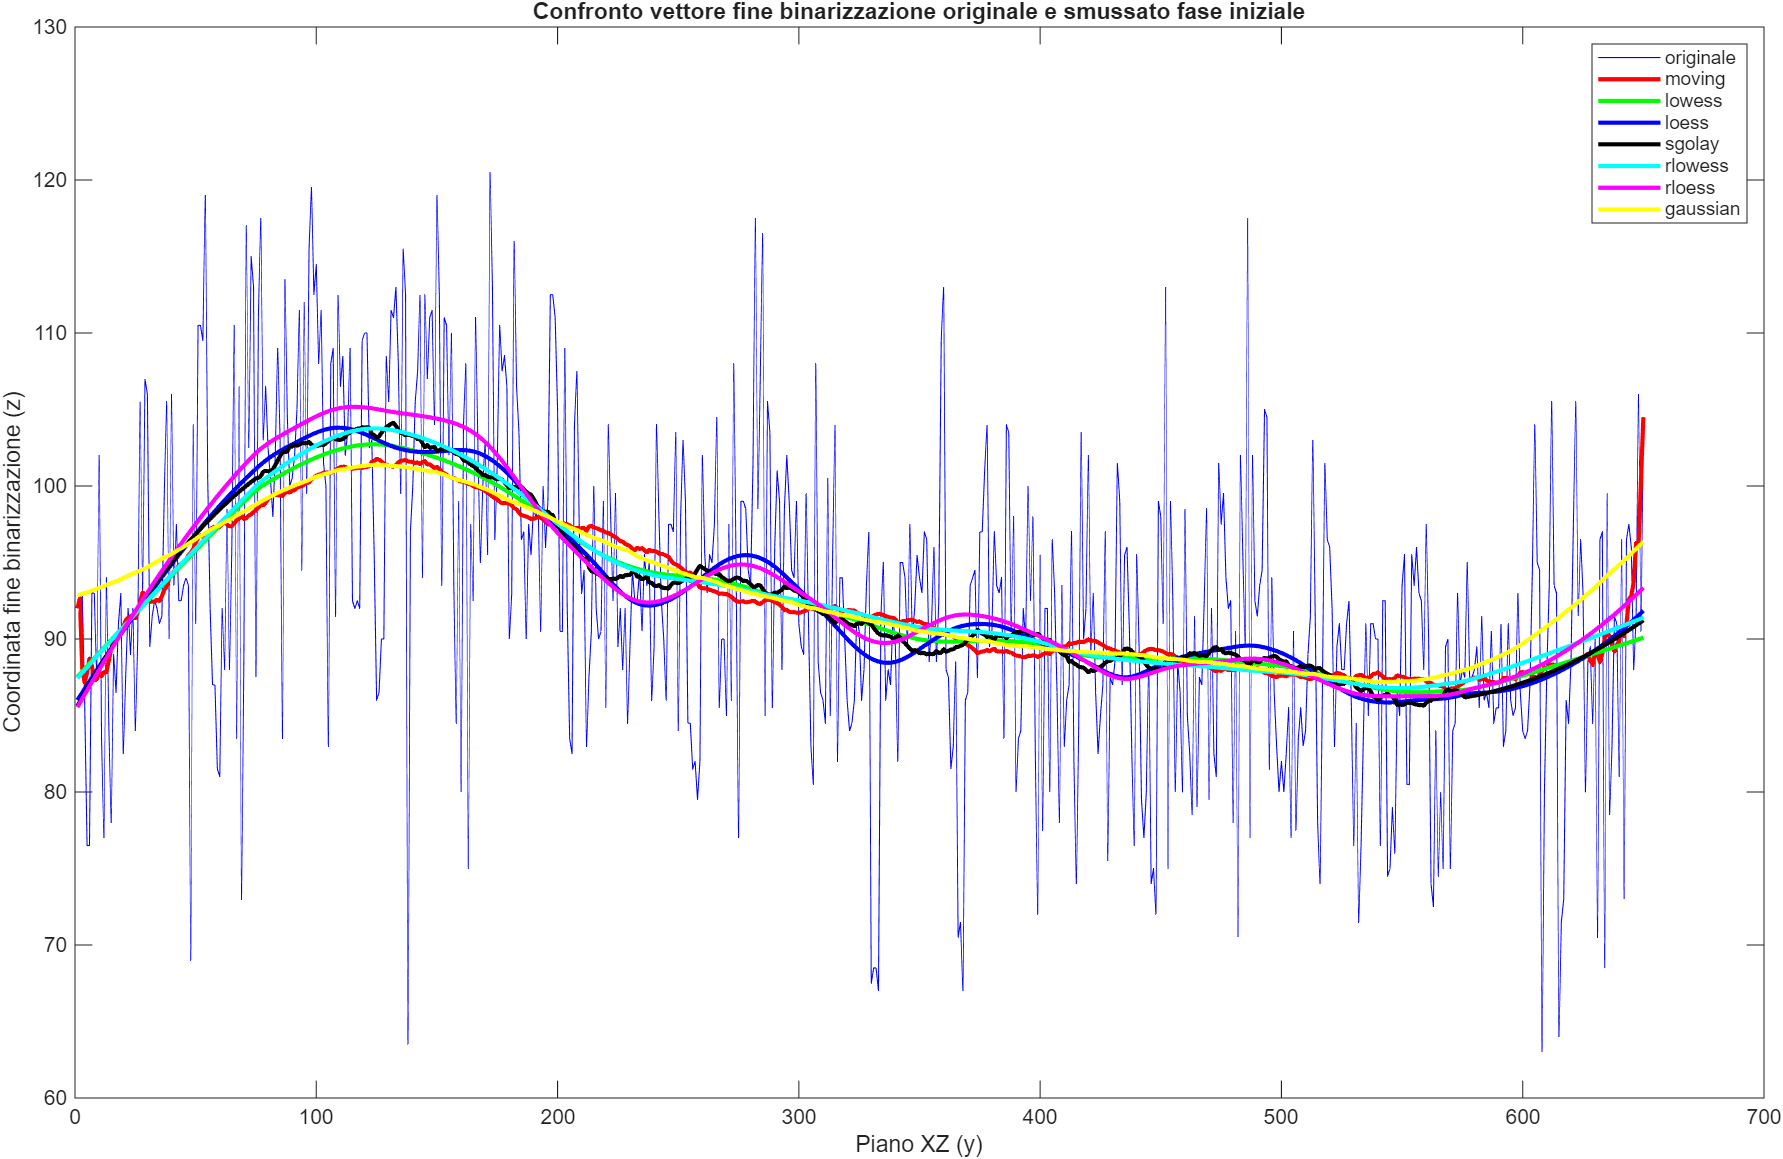 Confronto vettore fine binarizzazione originale e smussato fase iniziale
130
120
110
100
90
80
70
60
Coordinata fine binarizzazione (z)
originale
moving
lowess
loess
sgolay
rlowess
rloess
gaussian
0 100 200 300 400 500 600 700
Piano XZ (y)